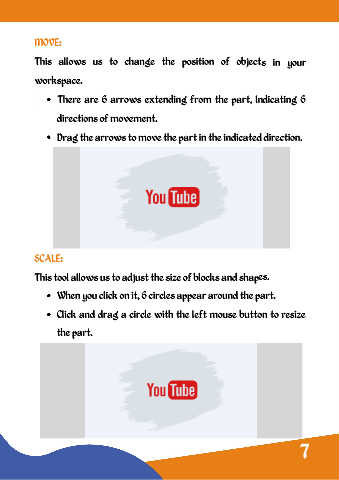 MOVE:
This allows us to change the position of objects in your
workspace.
• There are 6 arrows extending from the part, indicating 6
directions of movement.
• Drag the arrows to move the part in the indicated direction.
YouTube
SCALE:
This tool allows us to adjust the size of blocks and shapes.
• When you click on it, 6 circles appear around the part.
• Click and drag a circle with the left mouse button to resize
the part.
YouTube
7